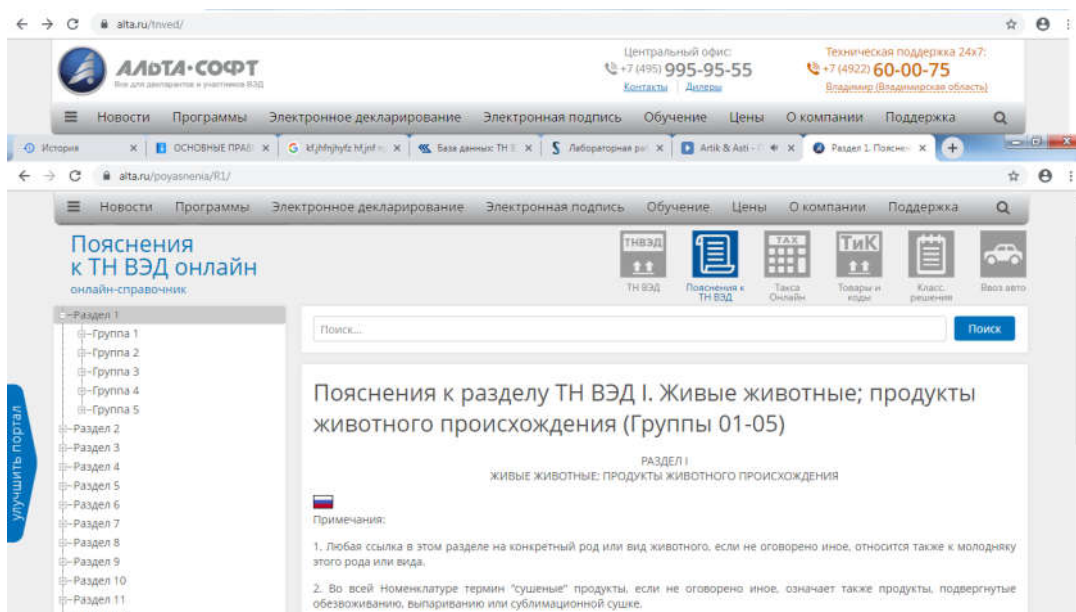 alta.ru/tnved/
АЛЬТА·СОФТ
Все для декларантов и участников ВЭД
Центральный офис:
+7 (495) 995-95-55
Контакты Дилеры
Техническая поддержка 24x7:
+7 (4922) 60-00-75
Владимир (Владимирская область)
Новости Программы Электронное декларирование Электронная подпись Обучение Цены О компании Поддержка
История ОСНОВНЫЕ ПРАВ База данных: ТН Лабораторная Artik & Asti - Раздел 1. Поясне
alta.ru/poyasnenia/R1/
Новости Программы Электронное декларирование Электронная подпись Обучение Цены О компании Поддержка
Пояснения
к ТН ВЭД онлайн
онлайн-справочник
ТНВЭД
ТН ВЭД
Пояснения к
ТН ВЭД
TAX
Такса
Онлайн
ТиК
Товары и
коды
Класс.
решения
Ввоз авто
Раздел 1
Группа 1
Группа 2
Группа 3
Группа 4
Группа 5
Раздел 2
Раздел 3
Раздел 4
Раздел 5
Раздел 6
Раздел 7
Раздел 8
Раздел 9
Раздел 10
Раздел 11
улучшить портал
Поиск...
Поиск
Пояснения к разделу ТН ВЭД I. Живые животные; продукты
животного происхождения (Группы 01-05)
РАЗДЕЛ I
ЖИВЫЕ ЖИВОТНЫЕ; ПРОДУКТЫ ЖИВОТНОГО ПРОИСХОЖДЕНИЯ
Примечания:
1. Любая ссылка в этом разделе на конкретный род или вид животного, если не оговорено иное, относится также к молодняку
этого рода или вида.
2. Во всей Номенклатуре термин "сушеные" продукты, если не оговорено иное, означает также продукты, подвергнутые
обезвоживанию, выпариванию или сублимационной сушке.